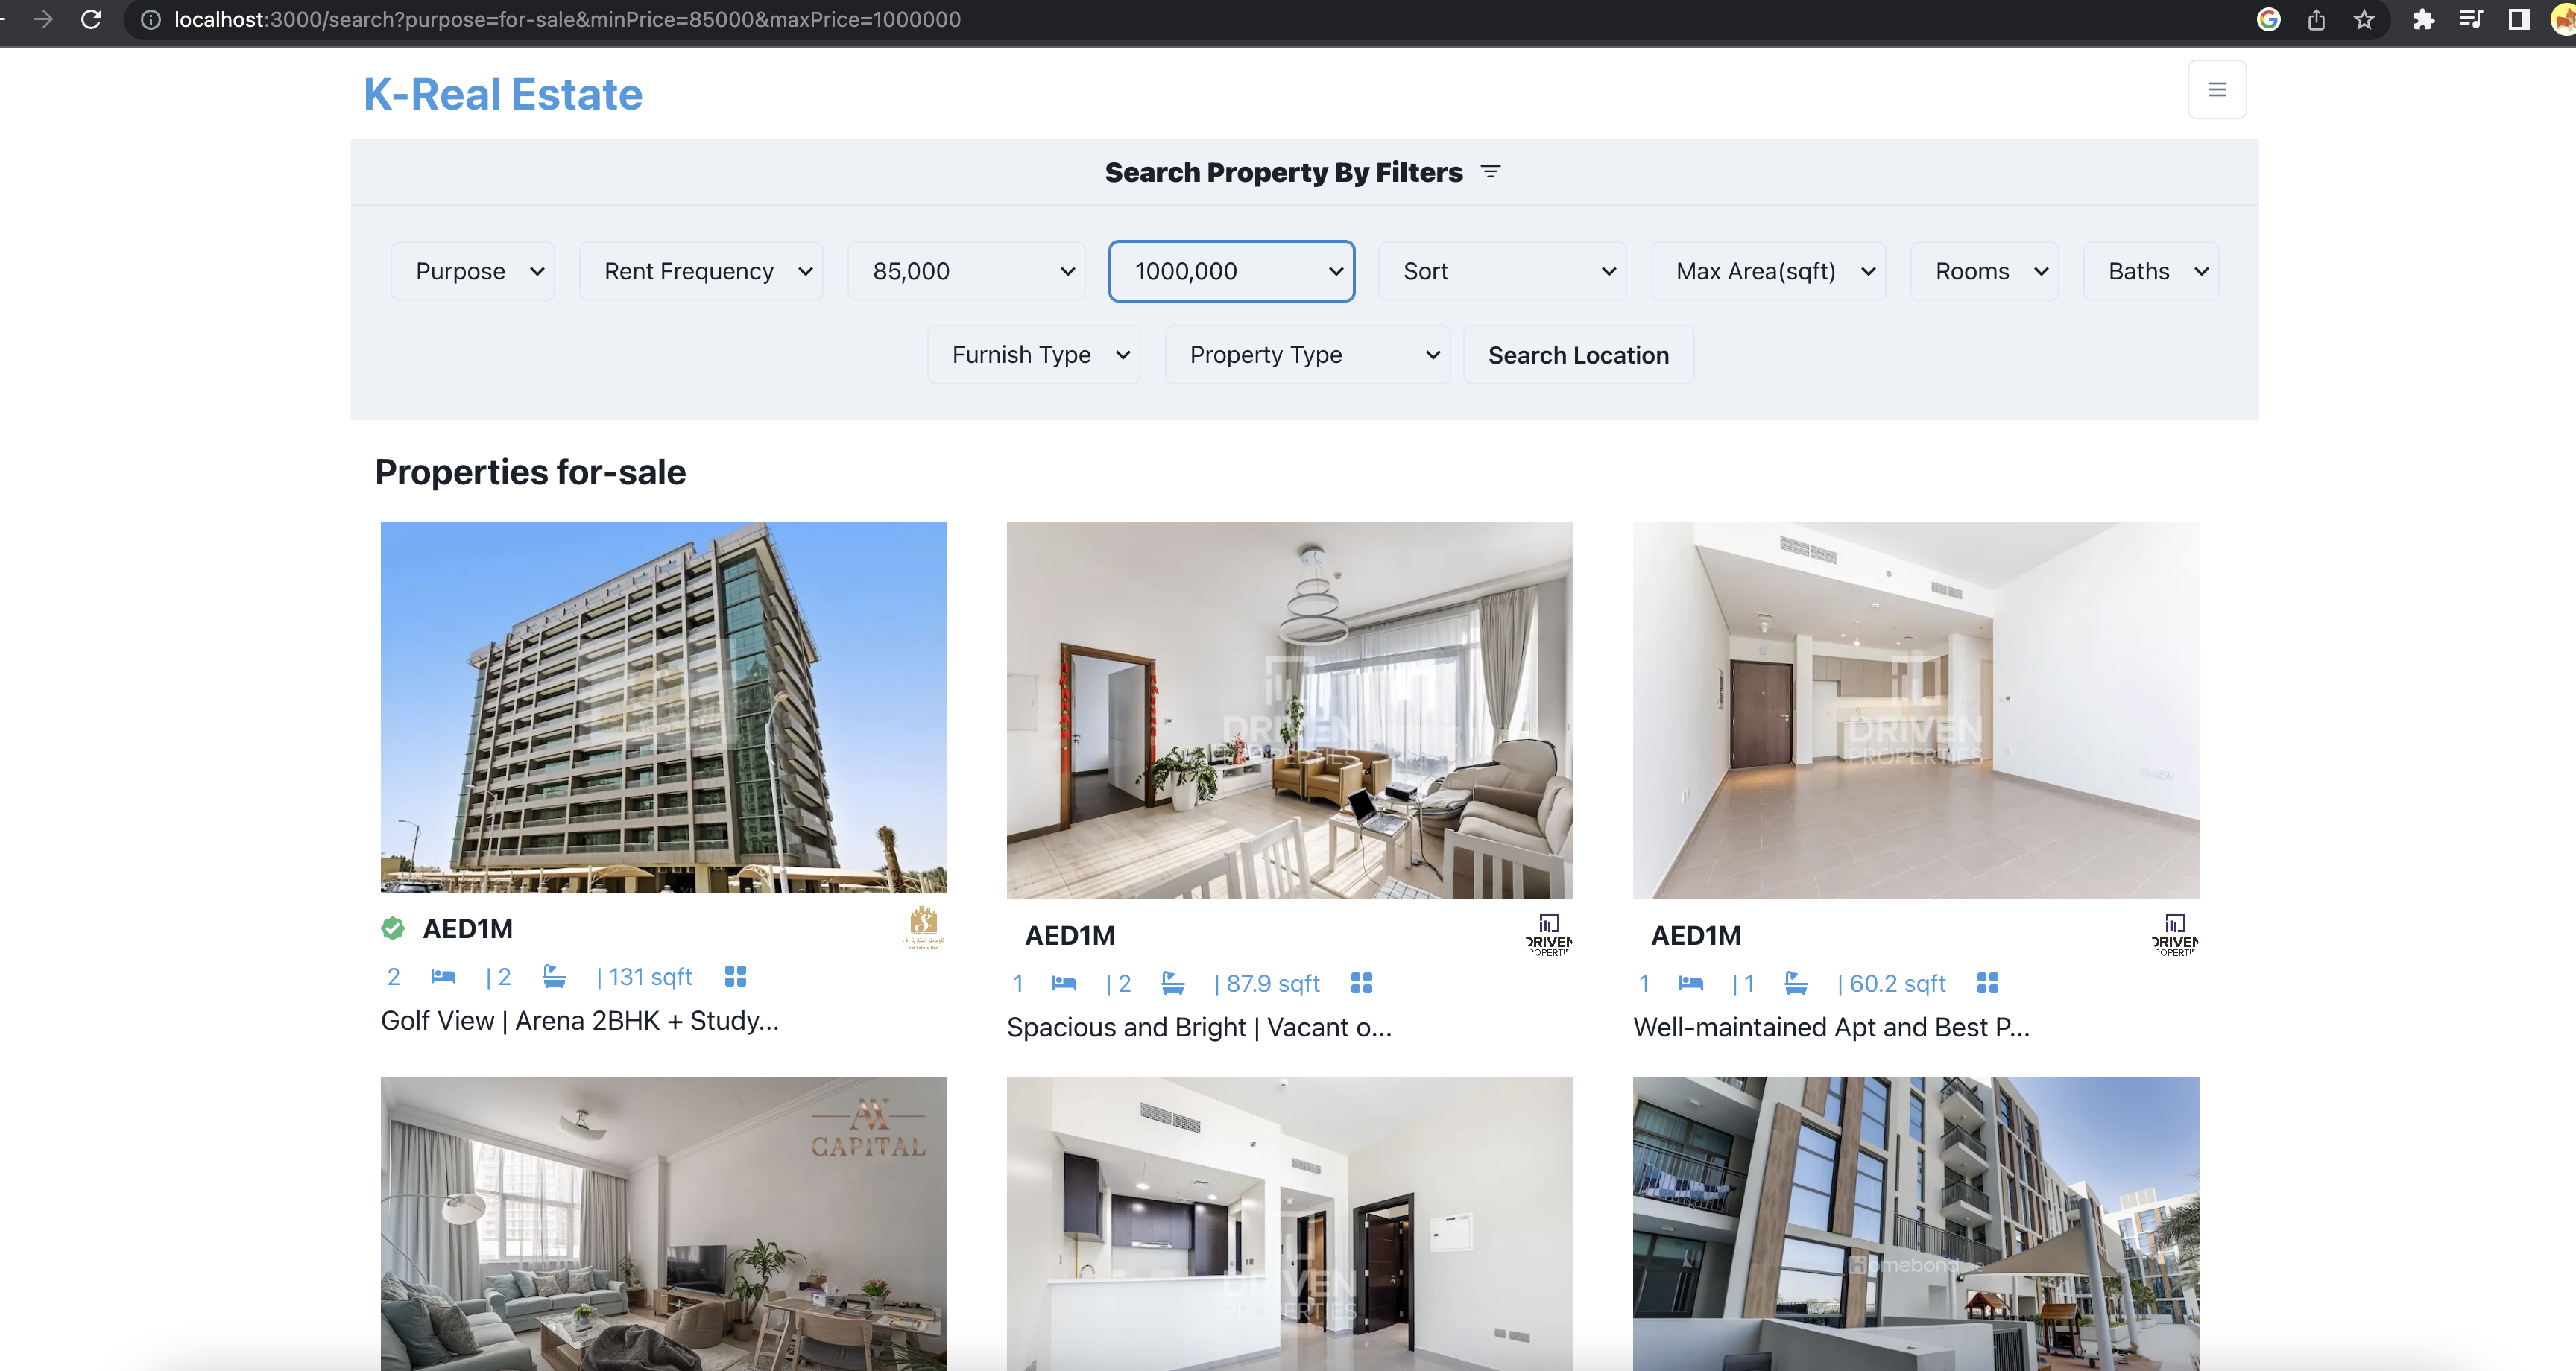 localhost:3000/search?purpose=for-sale&minPrice=85000&maxPrice=1000000
K-Real Estate
Search Property By Filters
Purpose Rent Frequency 85,000 1000,000 Sort Max Area(sqft) Rooms Baths
Furnish Type Property Type Search Location
Properties for-sale
DRIVEN
PROPERTIES
DRIVEN
PROPERTIES
AED1M
AED1M
DRIVEN
AED1M
DRIVEN
2 | 2 | 131 sqft
1 | 2 | 87.9 sqft
1 | 1 | 60.2 sqft
Golf View | Arena 2BHK + Study...
Spacious and Bright | Vacant o...
Well-maintained Apt and Best P...
AX
CAPITAL
DRIVEN
PROPERTIES